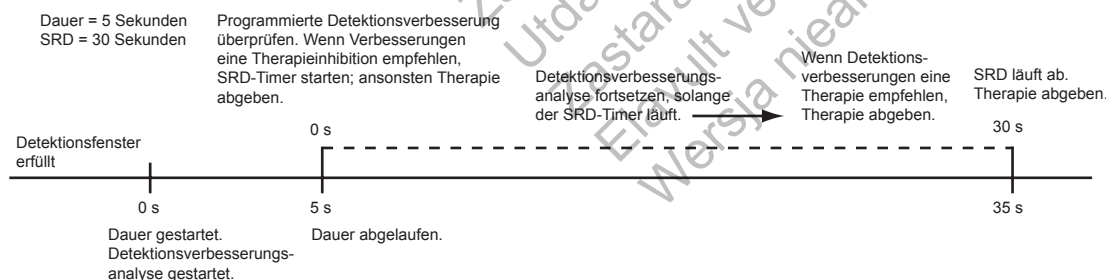 Dauer = 5 Sekunden
SRD = 30 Sekunden
Programmierte Detektionsverbesserung
überprüfen. Wenn Verbesserungen
eine Therapieinhibition empfehlen,
SRD-Timer starten; ansonsten Therapie
abgeben.
Detektionsverbesserungs-
analyse fortsetzen, solange
der SRD-Timer läuft.
Wenn Detektions-
verbesserungen eine
Therapie empfehlen,
Therapie abgeben.
SRD läuft ab.
Therapie abgeben.
0 s
30 s
Detektionsfenster
erfüllt
0 s
5 s
35 s
Dauer gestartet.
Detektionsverbesserungs-
analyse gestartet.
Dauer abgelaufen.
Elavult
Wersja